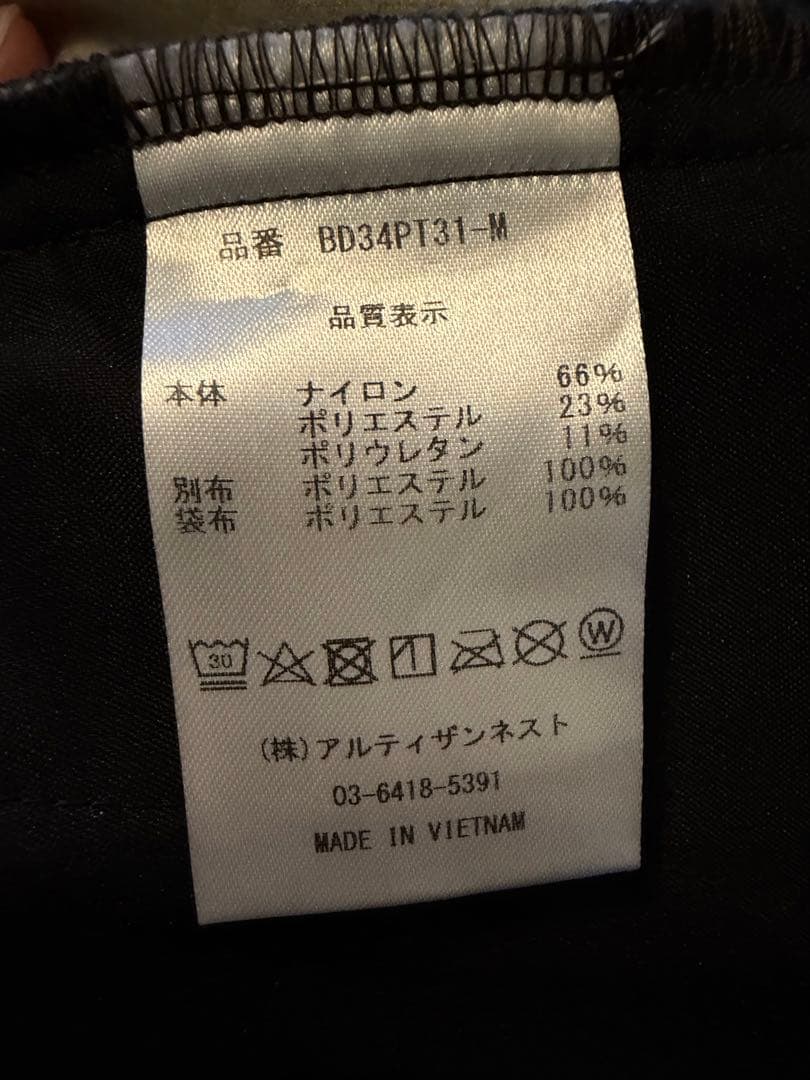 品番 BD34PT31-M
品質表示
本体 ナイロン 66%
ポリエステル 23%
ポリウレタン 11%
別布 ポリエステル 100%
袋布 ポリエステル 100%
30 W
(株)アルティザンネスト
03-6418-5391
MADE IN VIETNAM